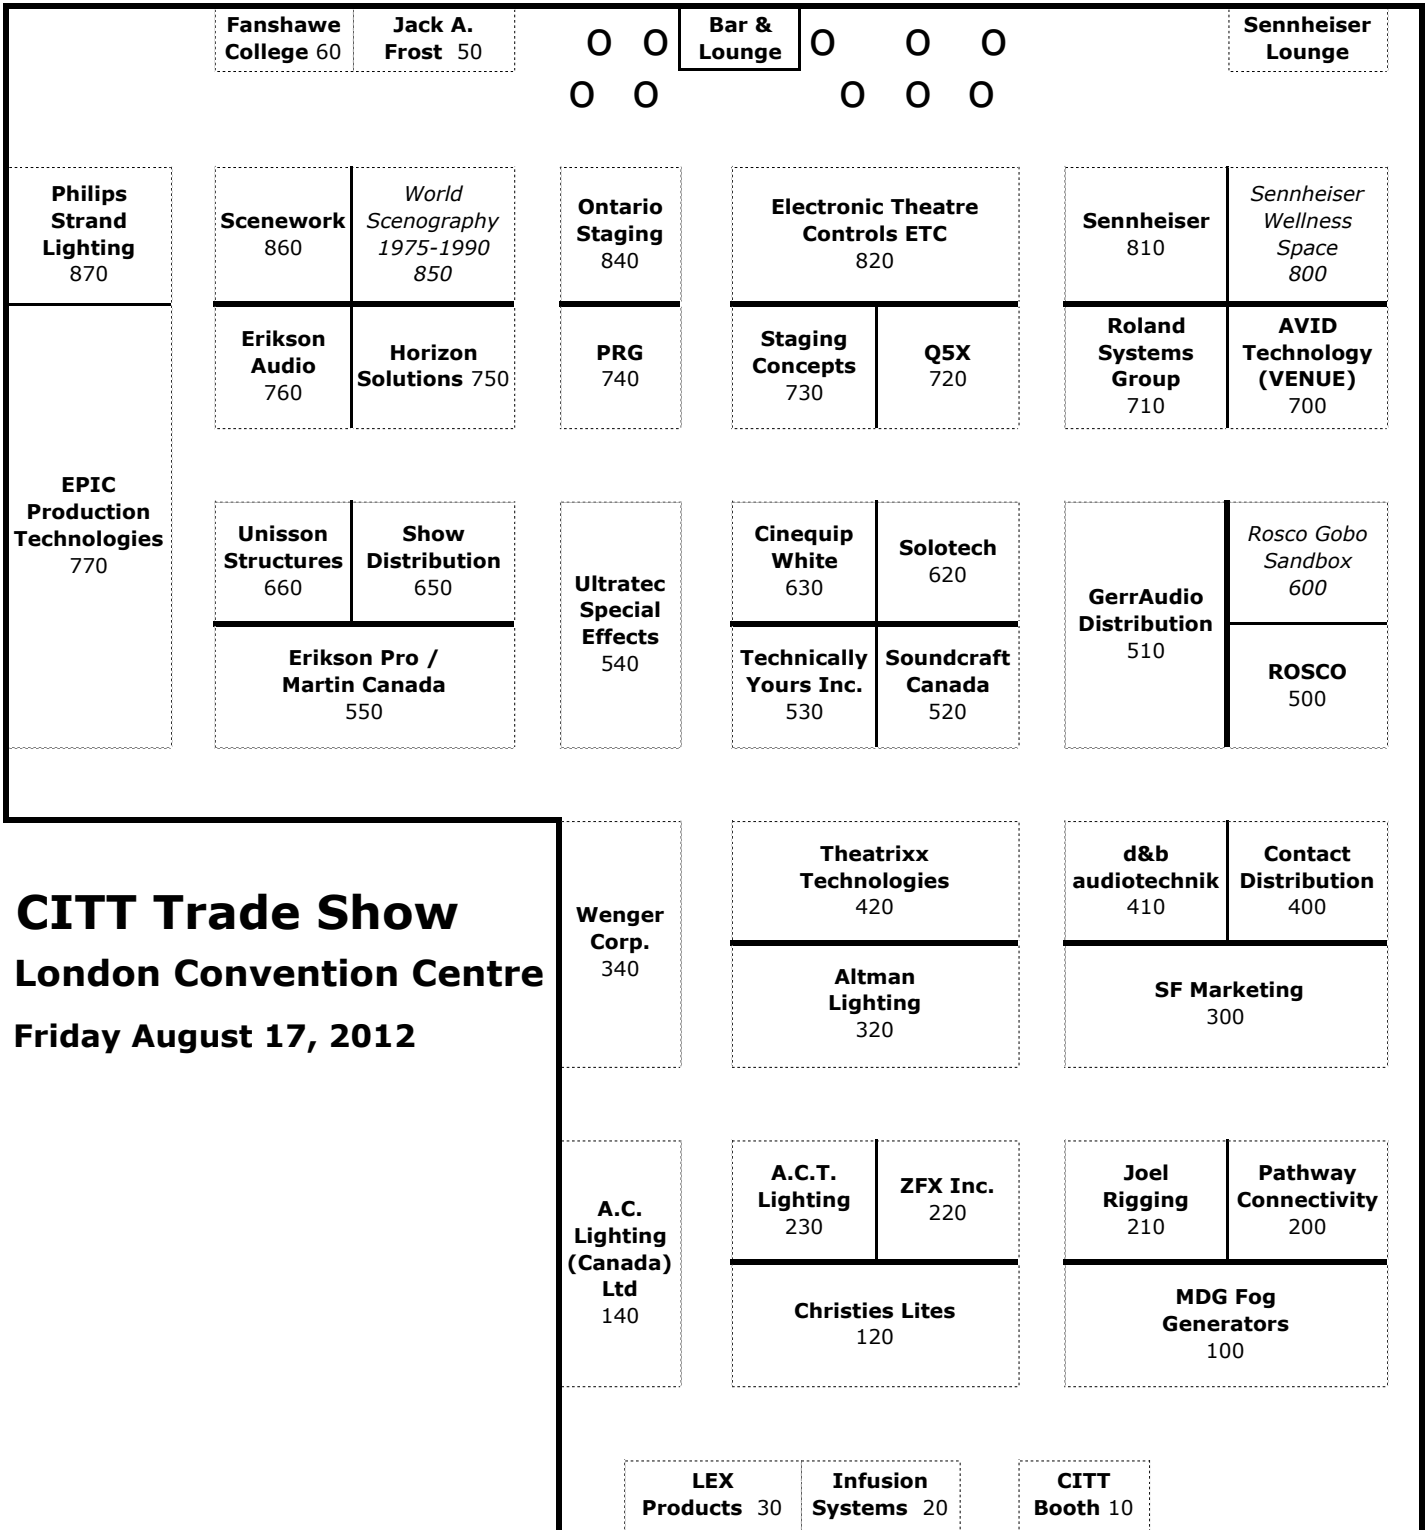 Fanshawe
College 60
Jack A.
Frost 50
O O
Bar &
Lounge
O O O
Sennheiser
Lounge
O O
O O O
Philips
Strand
Lighting
870
Scenework
860
World
Scenography
1975-1990
850
Ontario
Staging
840
Electronic Theatre
Controls ETC
820
Sennheiser
810
Sennheiser
Wellness
Space
800
Erikson
Audio
760
Horizon
Solutions 750
PRG
740
Staging
Concepts
730
Q5X
720
Roland
Systems
Group
710
AVID
Technology
(VENUE)
700
EPIC
Production
Technologies
770
Unisson
Structures
660
Show
Distribution
650
Ultratec
Special
Effects
540
Cinequip
White
630
Solotech
620
GerrAudio
Distribution
510
Rosco Gobo
Sandbox
600
Erikson Pro /
Martin Canada
550
Technically
Yours Inc.
530
Soundcraft
Canada
520
ROSCO
500
CITT Trade Show
London Convention Centre
Friday August 17, 2012
Wenger
Corp.
340
Theatrixx
Technologies
420
d&b
audiotechnik
410
Contact
Distribution
400
Altman
Lighting
320
SF Marketing
300
A.C.
Lighting
(Canada)
Ltd
140
A.C.T.
Lighting
230
ZFX Inc.
220
Joel
Rigging
210
Pathway
Connectivity
200
Christies Lites
120
MDG Fog
Generators
100
LEX
Products 30
Infusion
Systems 20
CITT
Booth 10